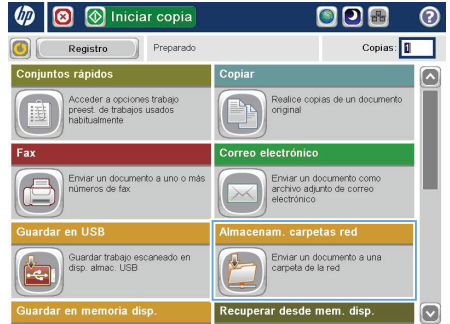 hp Iniciar copia ?
Registro Preparado Copias: 1
Conjuntos rápidos
Acceder a opciones trabajo
preest. de trabajos usados
habitualmente
Copiar
Realice copias de un documento
original
Fax
Enviar un documento a uno o más
números de fax
Correo electrónico
Enviar un documento como
archivo adjunto de correo
electrónico
Guardar en USB
Guardar trabajo escaneado en
disp. almac. USB
Almacenam. carpetas red
Enviar un documento a una
carpeta de la red
Guardar en memoria disp.
Recuperar desde mem. disp.